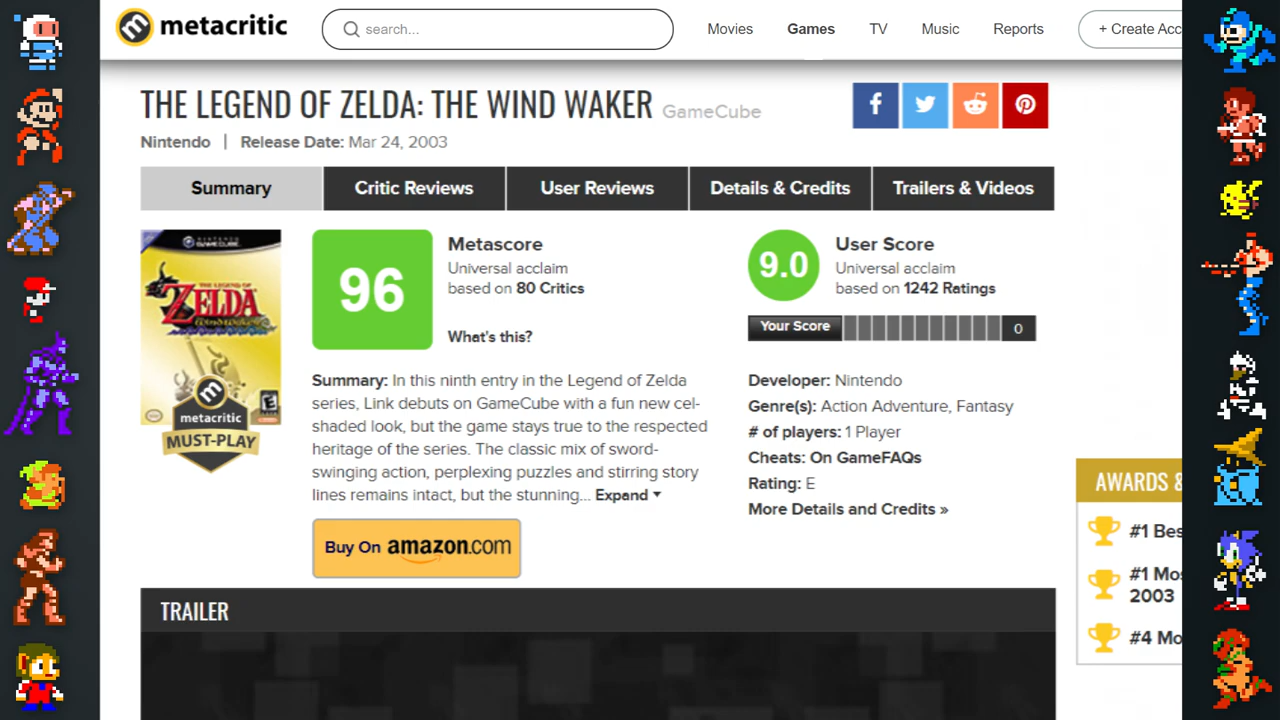 metacritic
search...
Movies
Games
TV
Music
Reports
+ Create Acc
THE LEGEND OF ZELDA: THE WIND WAKER GameCube
Nintendo | Release Date: Mar 24, 2003
Summary
Critic Reviews
User Reviews
Details & Credits
Trailers & Videos
NINTENDO GAMECUBE
THE LEGEND OF
ZELDA
metacritic
MUST-PLAY
96
Metascore
Universal acclaim
based on 80 Critics
What's this?
Summary: In this ninth entry in the Legend of Zelda
series, Link debuts on GameCube with a fun new cel-
shaded look, but the game stays true to the respected
heritage of the series. The classic mix of sword-
swinging action, perplexing puzzles and stirring story
lines remains intact, but the stunning... Expand
Buy On amazon.com
9.0
User Score
Universal acclaim
based on 1242 Ratings
Your Score
0
Developer: Nintendo
Genre(s): Action Adventure, Fantasy
# of players: 1 Player
Cheats: On GameFAQs
Rating: E
More Details and Credits »
AWARDS &
#1 Bes
#1 Mos
2003
#4 Mo
TRAILER